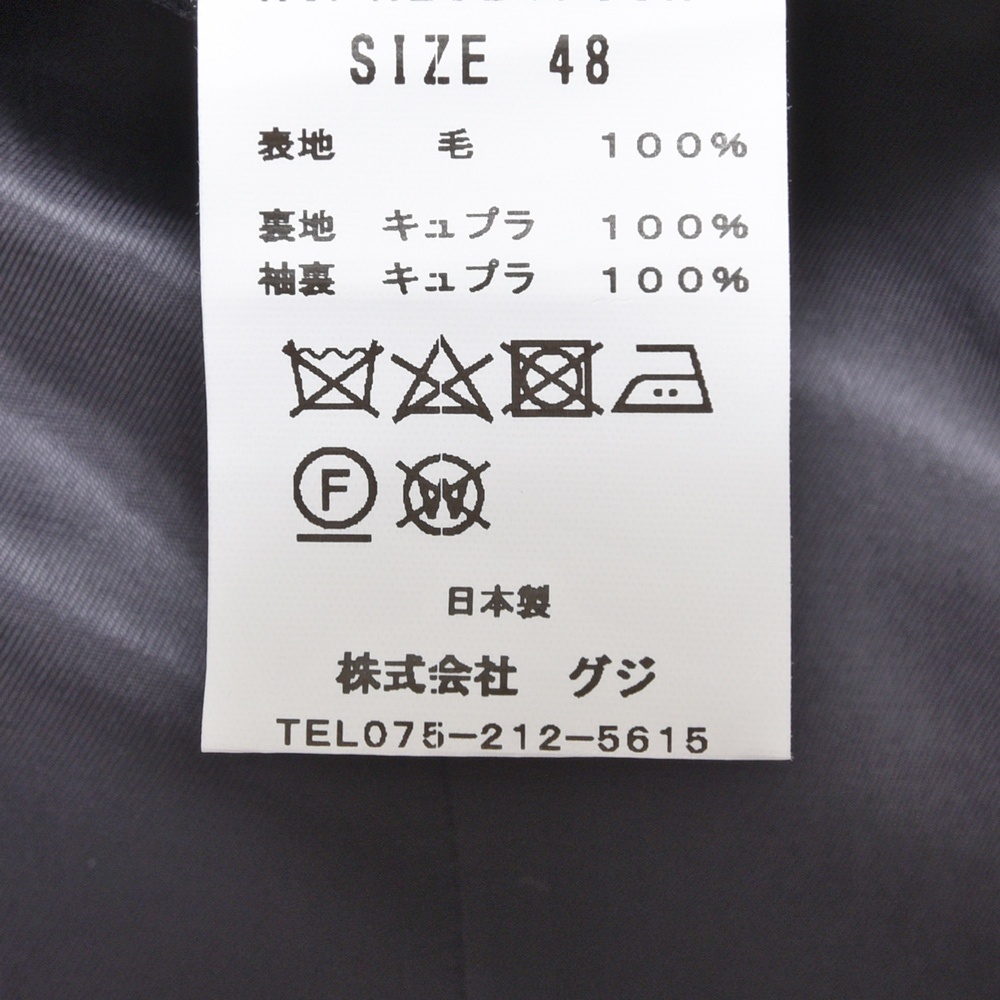 SIZE 48
表地 毛 100%
裏地 キュプラ 100%
袖裏 キュプラ 100%
F W
日本製
株式会社 グジ
TEL075-212-5615